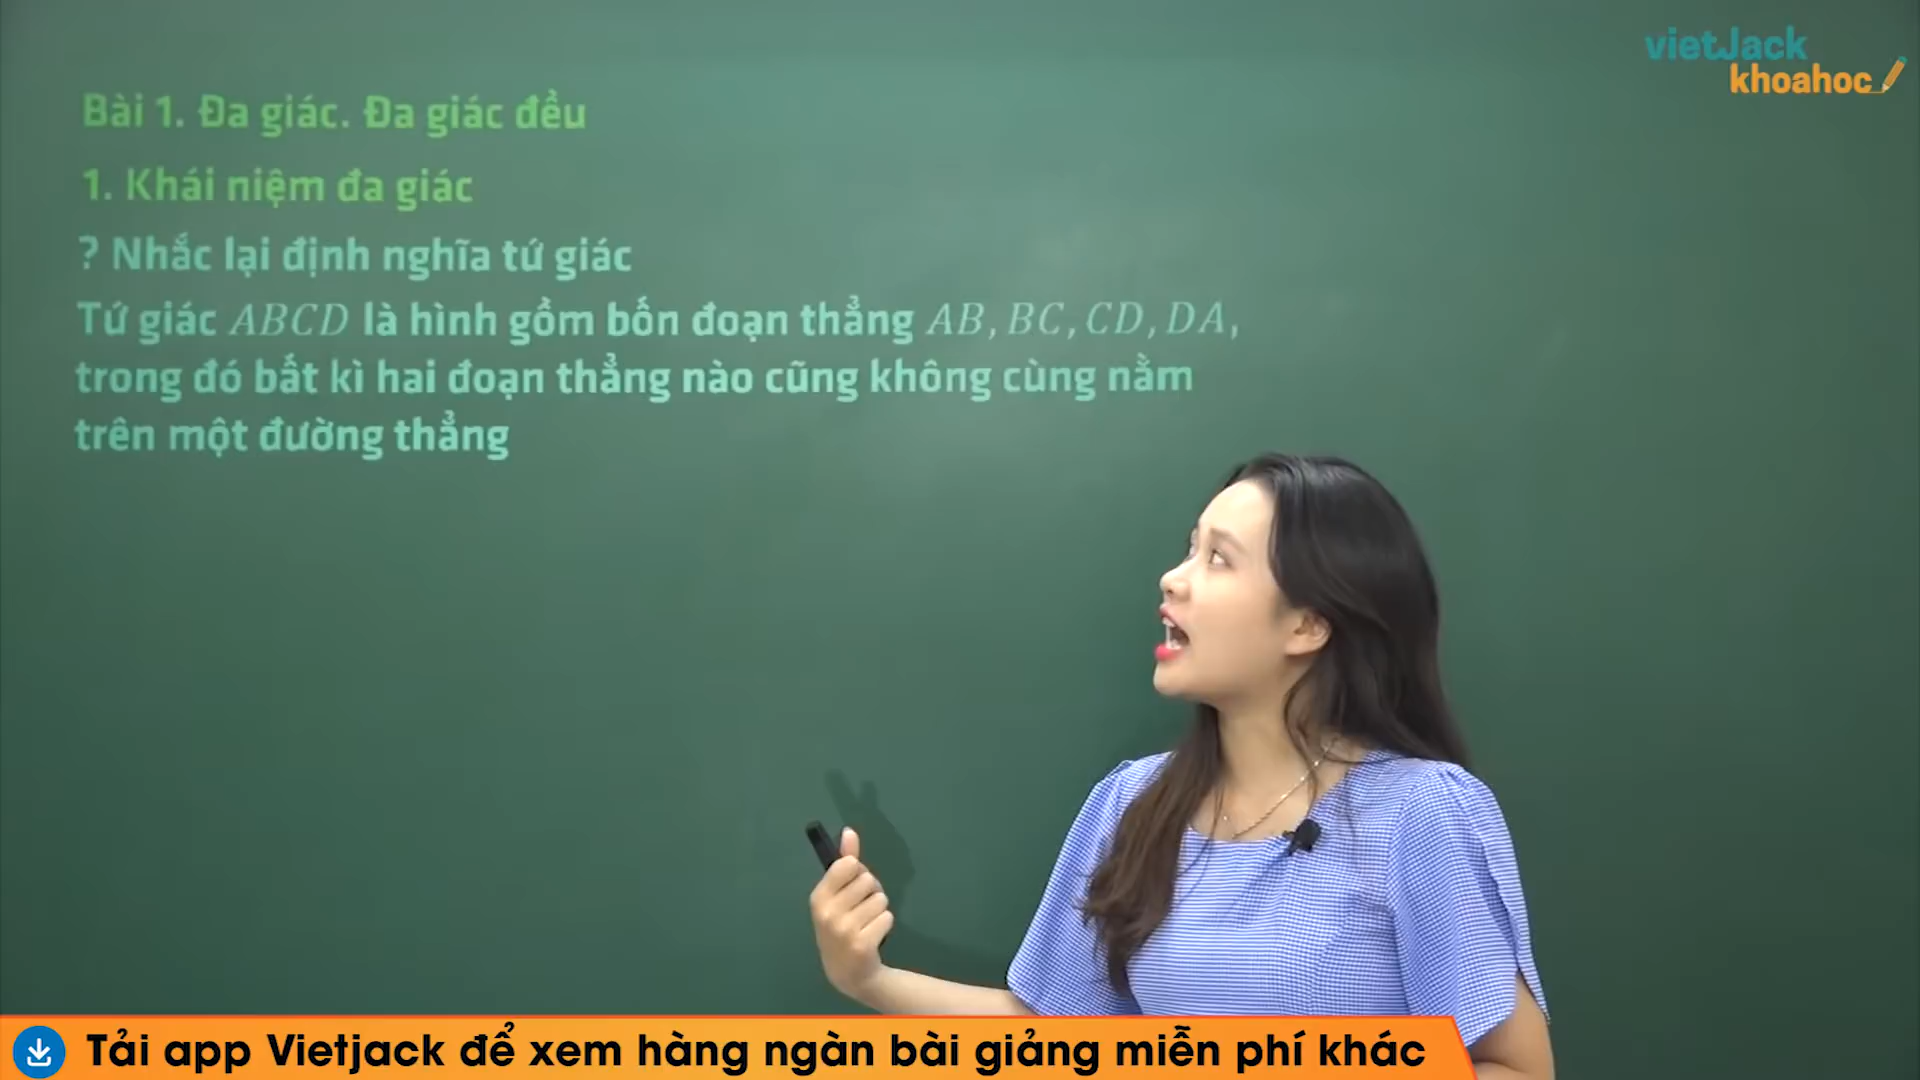 vietJack
khoahoc
Bài 1. Đa giác. Đa giác đều
1. Khái niệm đa giác
? Nhắc lại định nghĩa tứ giác
Tứ giác ABCD là hình gồm bốn đoạn thẳng AB, BC, CD, DA,
trong đó bất kì hai đoạn thẳng nào cũng không cùng nằm
trên một đường thẳng
Tải app Vietjack để xem hàng ngàn bài giảng miễn phí khác